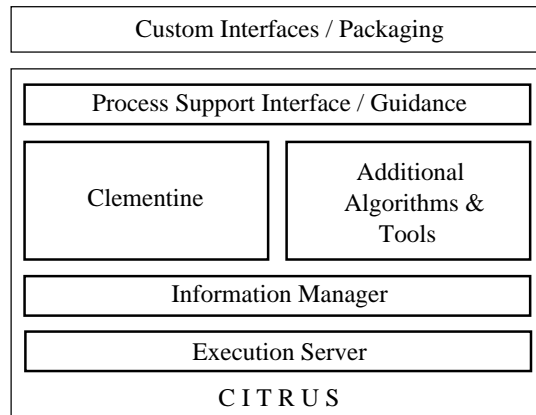 Custom Interfaces / Packaging
Process Support Interface / Guidance
Clementine
Additional
Algorithms &
Tools
Information Manager
Execution Server
C I T R U S